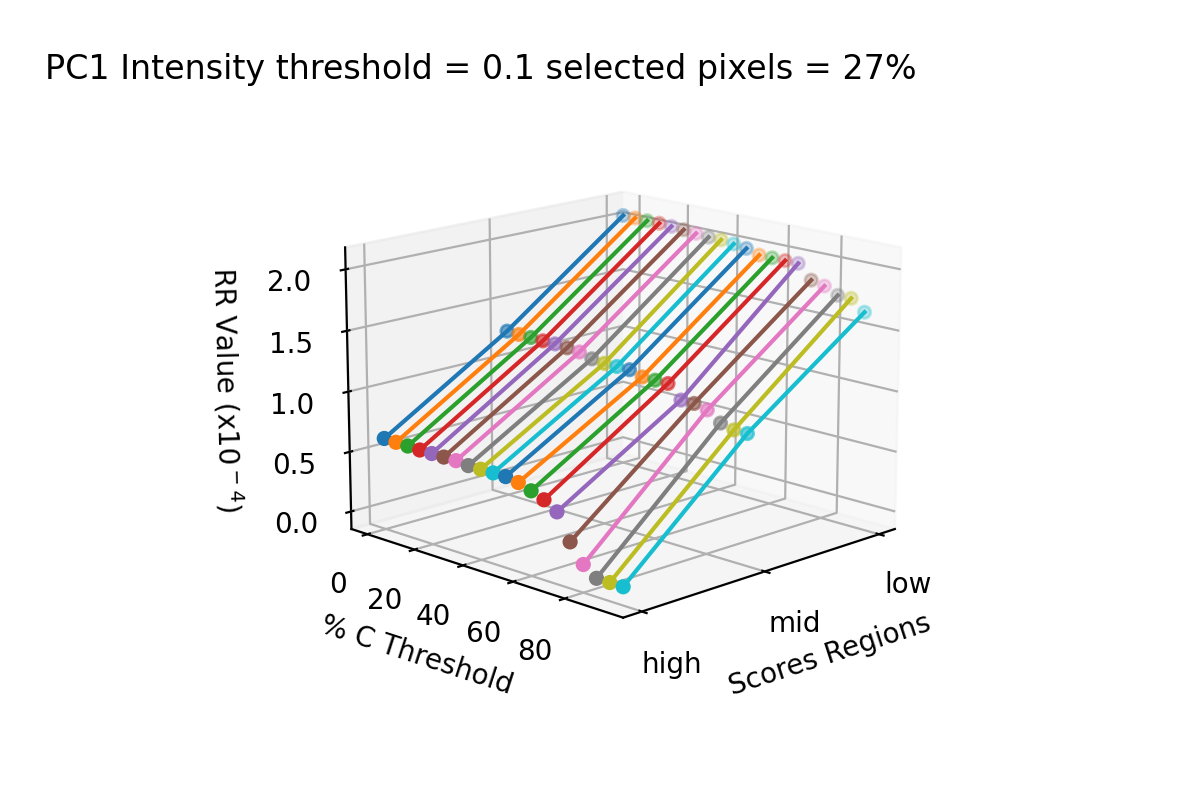 PC1 Intensity threshold = 0.1 selected pixels = 27%
RR Value (x10⁻⁴)
2.0
1.5
1.0
0.5
0.0
0
20
40
60
80
% C Threshold
high
mid
low
Scores Regions